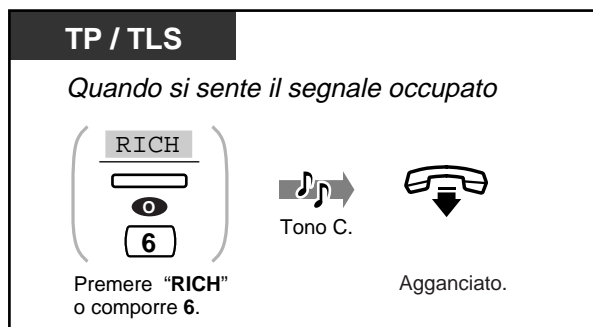 TP / TLS
Quando si sente il segnale occupato
RICH
O
6
Tono C.
Premere “RICH”
o comporre 6.
Agganciato.